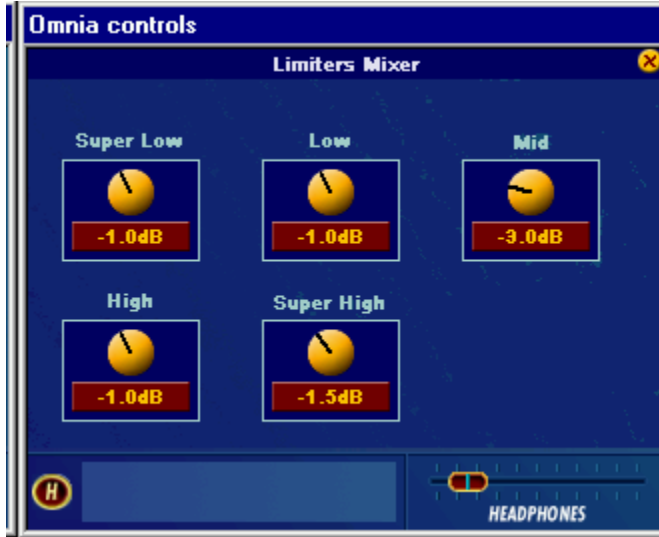 Omnia controls
Limiters Mixer
Super Low
Low
Mid
-1.0dB
-1.0dB
-3.0dB
High
Super High
-1.0dB
-1.5dB
H
HEADPHONES